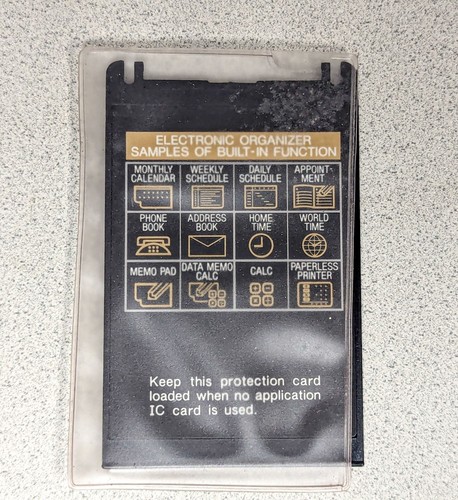 ELECTRONIC ORGANIZER
SAMPLES OF BUILT-IN FUNCTION
MONTHLY CALENDAR
WEEKLY SCHEDULE
DAILY SCHEDULE
APPOINT-MENT
PHONE BOOK
ADDRESS BOOK
HOME TIME
WORLD TIME
MEMO PAD
DATA MEMO CALC
CALC
PAPERLESS PRINTER
Keep this protection card
loaded when no application
IC card is used.